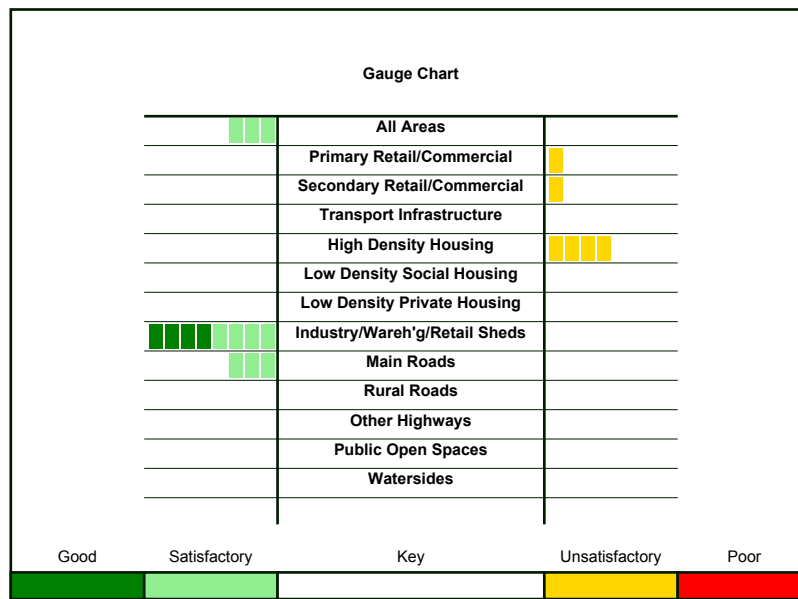 Gauge Chart
All Areas
Primary Retail/Commercial
Secondary Retail/Commercial
Transport Infrastructure
High Density Housing
Low Density Social Housing
Low Density Private Housing
Industry/Wareh'g/Retail Sheds
Main Roads
Rural Roads
Other Highways
Public Open Spaces
Watersides
Good Satisfactory Key Unsatisfactory Poor